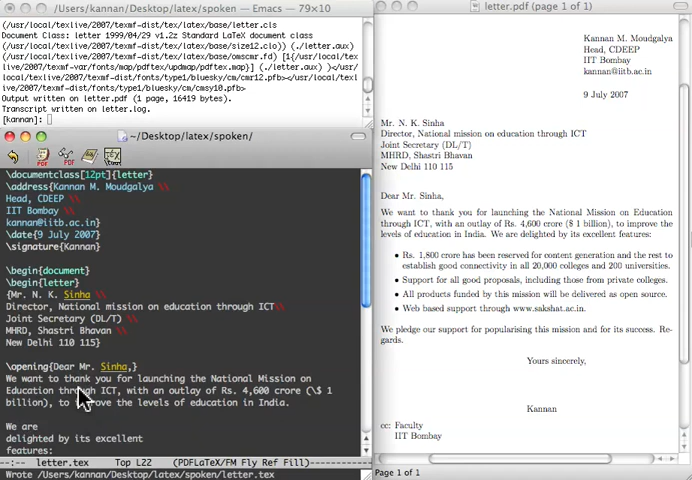 scratch – bash – Emacs — 79×10
(/usr/local/texlive/2007/texmf-dist/tex/latex/base/letter.cls
Document Class: letter 1999/04/29 v1.2z Standard LaTeX document class
(/usr/local/texlive/2007/texmf-dist/tex/latex/base/size12.clo)) (./letter.aux)
(/usr/local/texlive/2007/texmf-dist/tex/latex/base/omscmr.fd) [1{/usr/local/tex
live/2007/texmf-var/fonts/map/pdftex/updmap/pdftex.map}] (./letter.aux) )</usr/
local/texlive/2007/texmf-dist/fonts/type1/bluesky/cm/cmr12.pfb></usr/local/texl
ive/2007/texmf-dist/fonts/type1/bluesky/cm/cmsy10.pfb>
Output written on letter.pdf (1 page, 16419 bytes).
Transcript written on letter.log.
[kannan]:
~/Desktop/latex/spoken/
\documentclass[12pt]{letter}
\address{Kannan M. Moudgalya \\
Head, CDEEP \\
IIT Bombay \\
kannan@iitb.ac.in}
\date{9 July 2007}
\signature{Kannan}
\begin{document}
\begin{letter}
{Mr. N. K. Sinha \\
Director, National mission on education through ICT\\
Joint Secretary (DL/T) \\
MHRD, Shastri Bhavan \\
New Delhi 110 115}
\opening{Dear Mr. Sinha,}
We want to thank you for launching the National Mission on
Education through ICT, with an outlay of Rs. 4,600 crore (\$ 1
billion), to improve the levels of education in India.
We are
delighted by its excellent
features:
-:-- letter.tex Top L22 (PDFLaTeX/FM Fly Ref Fill)
Wrote /Users/kannan/Desktop/latex/spoken/letter.tex
letter.pdf (page 1 of 1)
Kannan M. Moudgalya
Head, CDEEP
IIT Bombay
kannan@iitb.ac.in
9 July 2007
Mr. N. K. Sinha
Director, National mission on education through ICT
Joint Secretary (DL/T)
MHRD, Shastri Bhavan
New Delhi 110 115
Dear Mr. Sinha,
We want to thank you for launching the National Mission on Education
through ICT, with an outlay of Rs. 4,600 crore ($ 1 billion), to improve the
levels of education in India. We are delighted by its excellent features:
• Rs. 1,800 crore has been reserved for content generation and the rest to
establish good connectivity in all 20,000 colleges and 200 universities.
• Support for all good proposals, including those from private colleges.
• All products funded by this mission will be delivered as open source.
• Web based support through www.sakshat.ac.in.
We pledge our support for popularising this mission and for its success. Re-
gards.
Yours sincerely,
Kannan
cc: Faculty
IIT Bombay
Page 1 of 1